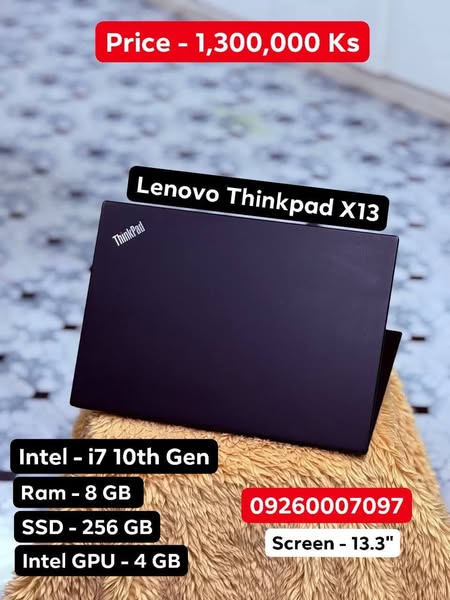 Price - 1,300,000 Ks
Lenovo Thinkpad X13
ThinkPad
Intel - i7 10th Gen
Ram - 8 GB
09260007097
SSD - 256 GB
Screen - 13.3"
Intel GPU - 4 GB